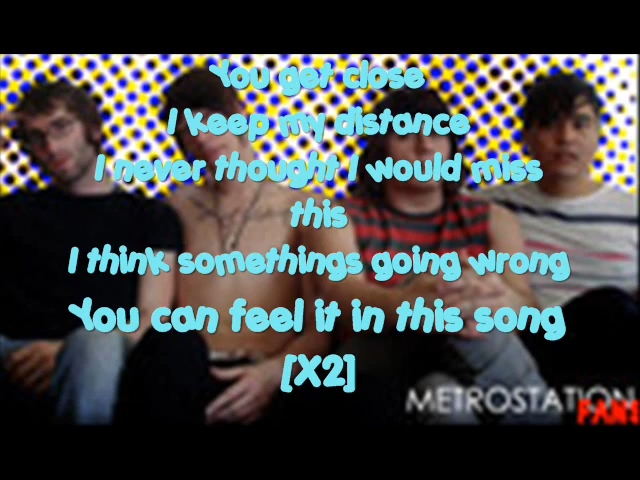 You get close
I keep my distance
I never thought I would miss
this
I think somethings going wrong
You can feel it in this song
[X2]
METROSTATION
FAN!